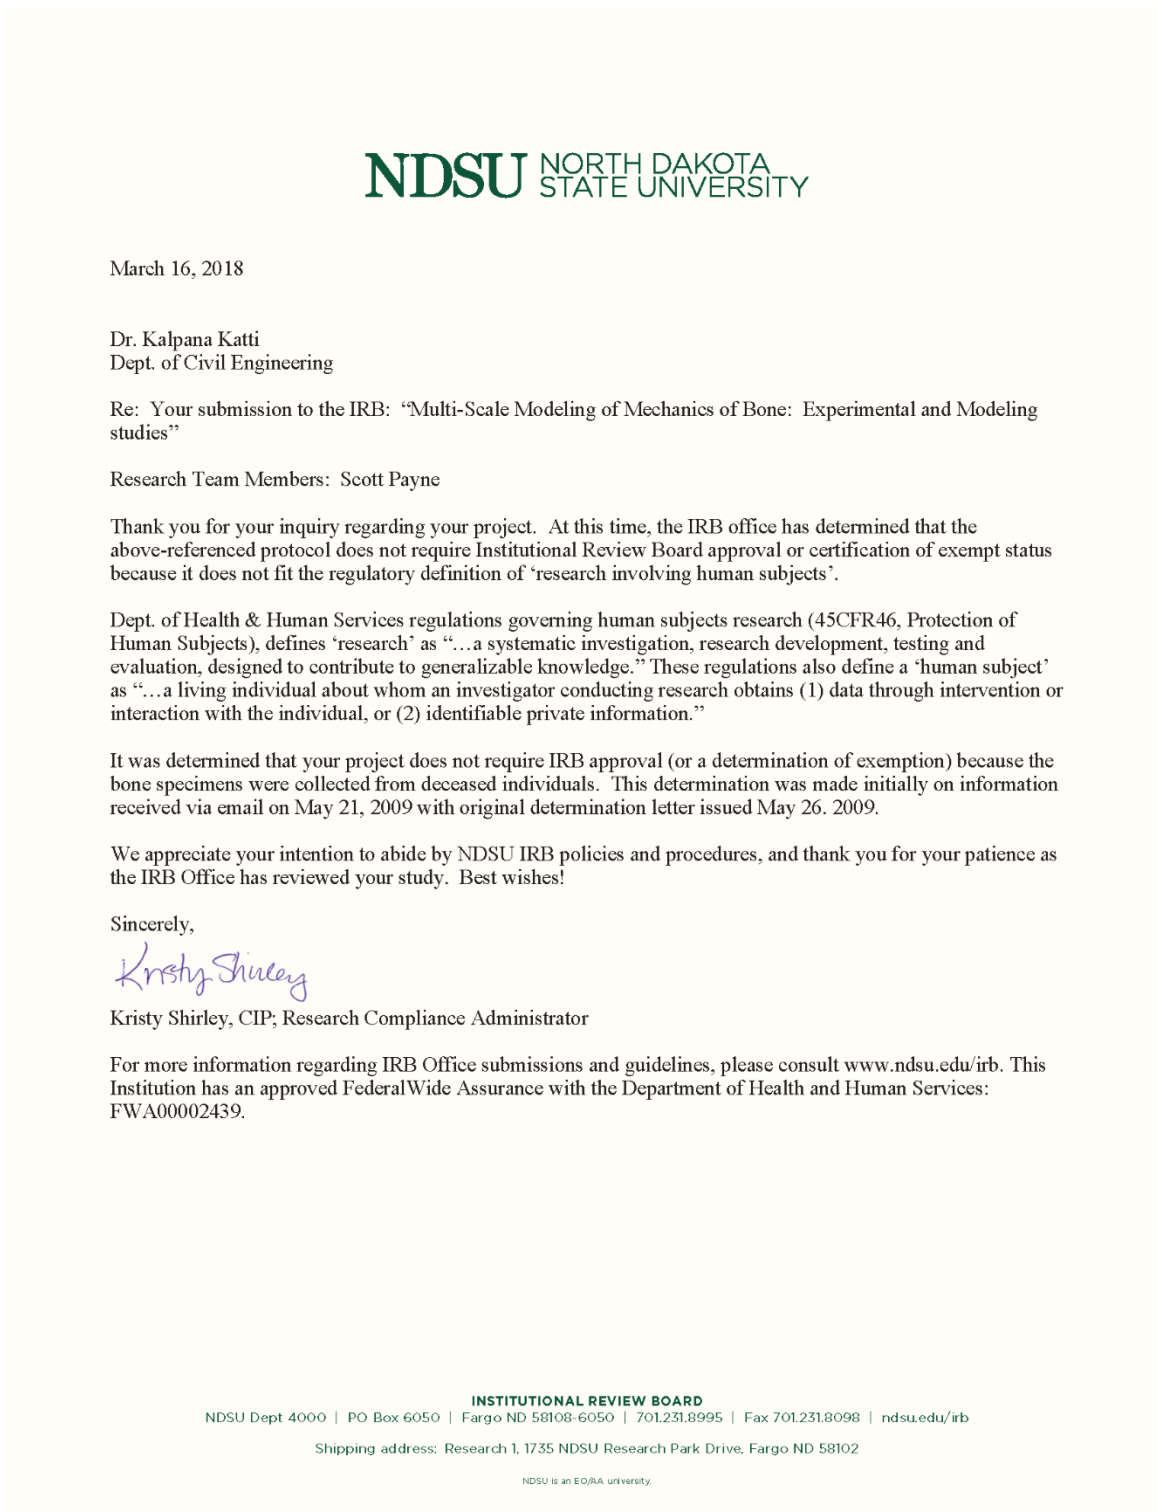 NDSU NORTH DAKOTA
STATE UNIVERSITY
March 16, 2018
Dr. Kalpana Katti
Dept. of Civil Engineering
Re:  Your submission to the IRB:  “Multi-Scale Modeling of Mechanics of Bone:  Experimental and Modeling
studies”
Research Team Members:  Scott Payne
Thank you for your inquiry regarding your project.  At this time, the IRB office has determined that the
above-referenced protocol does not require Institutional Review Board approval or certification of exempt status
because it does not fit the regulatory definition of ‘research involving human subjects’.
Dept. of Health & Human Services regulations governing human subjects research (45CFR46, Protection of
Human Subjects), defines ‘research’ as “…a systematic investigation, research development, testing and
evaluation, designed to contribute to generalizable knowledge.” These regulations also define a ‘human subject’
as “…a living individual about whom an investigator conducting research obtains (1) data through intervention or
interaction with the individual, or (2) identifiable private information.”
It was determined that your project does not require IRB approval (or a determination of exemption) because the
bone specimens were collected from deceased individuals.  This determination was made initially on information
received via email on May 21, 2009 with original determination letter issued May 26. 2009.
We appreciate your intention to abide by NDSU IRB policies and procedures, and thank you for your patience as
the IRB Office has reviewed your study.  Best wishes!
Sincerely,
Kristy Shirley
Kristy Shirley, CIP; Research Compliance Administrator
For more information regarding IRB Office submissions and guidelines, please consult www.ndsu.edu/irb. This
Institution has an approved FederalWide Assurance with the Department of Health and Human Services:
FWA00002439.
INSTITUTIONAL REVIEW BOARD
NDSU Dept 4000 | PO Box 6050 | Fargo ND 58108-6050 | 701.231.8995 | Fax 701.231.8098 | ndsu.edu/irb
Shipping address: Research 1, 1735 NDSU Research Park Drive, Fargo ND 58102
NDSU is an EO/AA university.